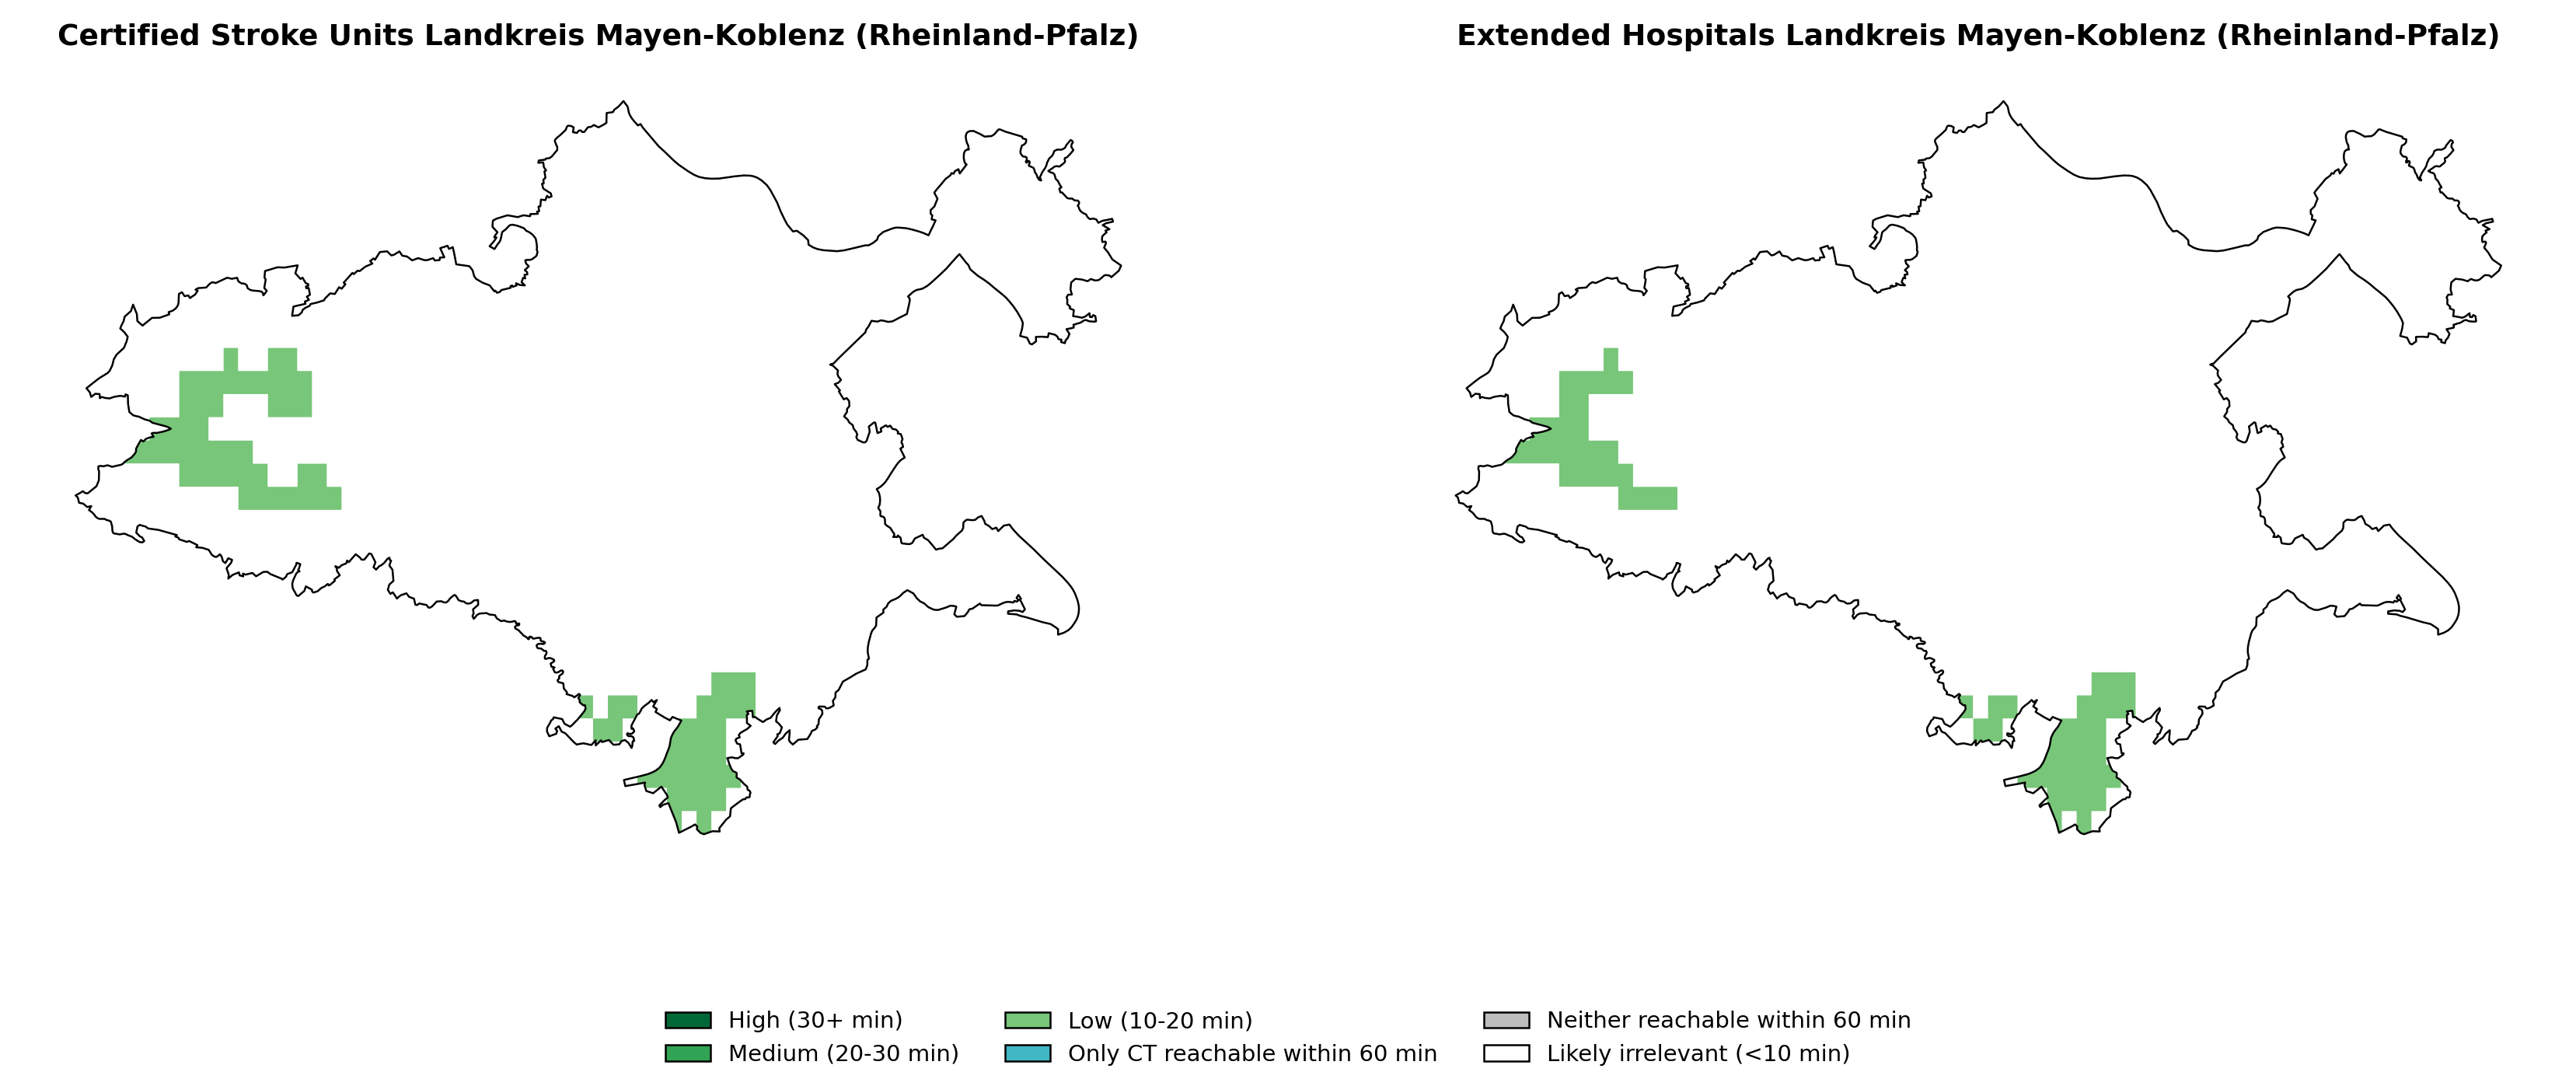 Certified Stroke Units Landkreis Mayen-Koblenz (Rheinland-Pfalz)
Extended Hospitals Landkreis Mayen-Koblenz (Rheinland-Pfalz)
High (30+ min)
Medium (20-30 min)
Low (10-20 min)
Only CT reachable within 60 min
Neither reachable within 60 min
Likely irrelevant (<10 min)